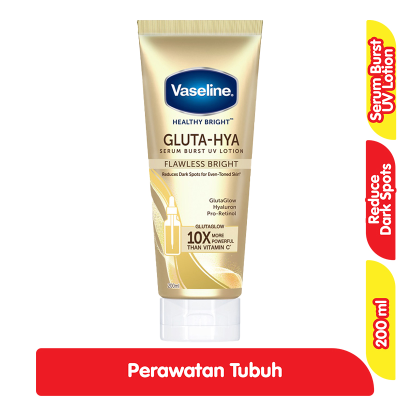 Vaseline.
HEALTHY BRIGHT™
GLUTA-HYA
SERUM BURST UV LOTION
FLAWLESS BRIGHT
Reduces Dark Spots for Even-Toned Skin*
GlutaGlow
Hyaluron
Pro-Retinol
GLUTAGLOW
10X MORE POWERFUL
THAN VITAMIN C*
200ml
Serum Burst
UV Lotion
Reduce
Dark Spots
200 ml
Perawatan Tubuh